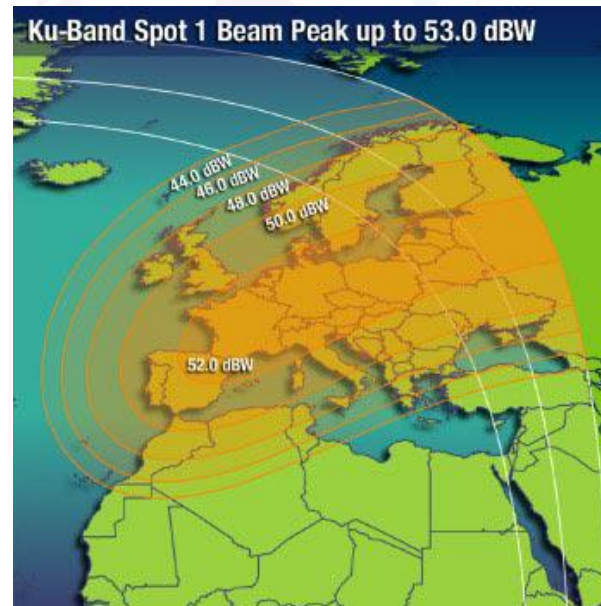 Ku-Band Spot 1 Beam Peak up to 53.0 dBW
44.0 dBW
46.0 dBW
48.0 dBW
50.0 dBW
52.0 dBW